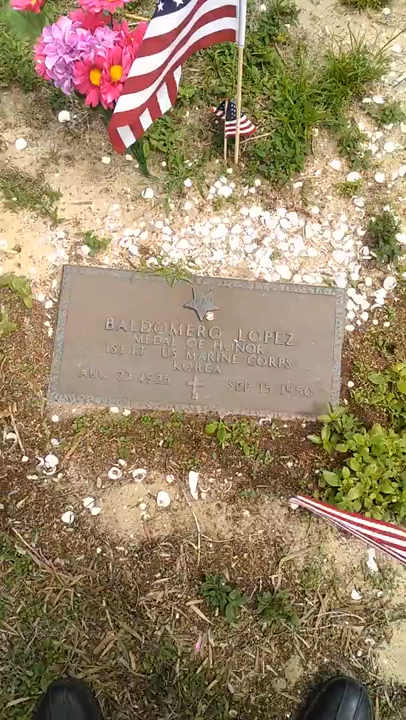 BALDOMERO LOPEZ
MEDAL OF HONOR
1ST LT US MARINE CORPS
KOREA
AUG 23 1925 SEP 15 1950